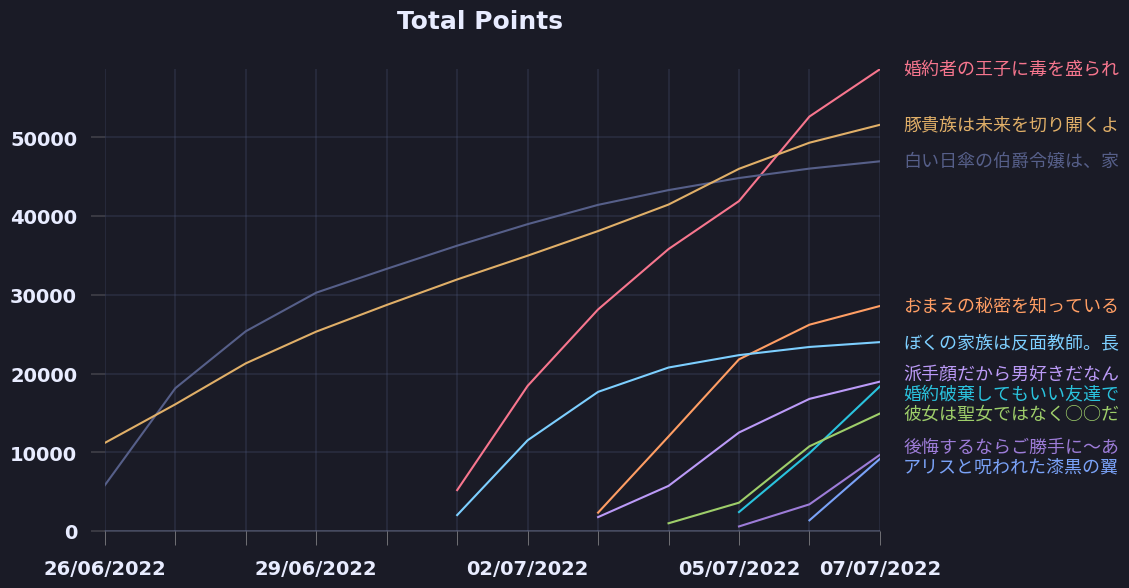 Total Points
50000
40000
30000
20000
10000
0
26/06/2022
29/06/2022
02/07/2022
05/07/2022
07/07/2022
婚約者の王子に毒を盛られ
豚貴族は未来を切り開くよ
白い日傘の伯爵令嬢は、家
おまえの秘密を知っている
ぼくの家族は反面教師。長
派手顔だから男好きだなん
婚約破棄してもいい友達で
彼女は聖女ではなく〇〇だ
後悔するならご勝手に～あ
アリスと呪われた漆黒の翼